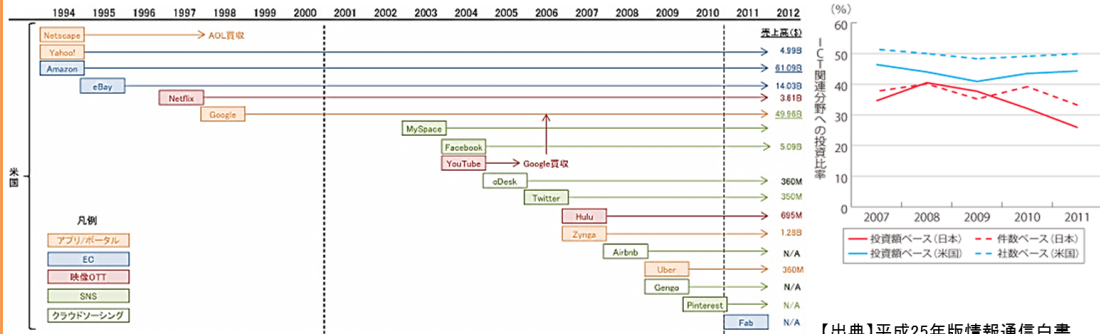 1994 1995 1996 1997 1998 1999 2000 2001 2002 2003 2004 2005 2006 2007 2008 2009 2010 2011 2012
売上高($)
Netscape AOL買収
Yahoo! 4.99B
Amazon 61.09B
eBay 14.03B
Netflix 3.61B
Google 49.96B
MySpace
Facebook 5.09B
YouTube Google買収
oDesk 360M
Twitter 350M
Hulu 695M
Zynga 1.28B
Airbnb N/A
Uber 360M
Gengo N/A
Pinterest N/A
Fab N/A
米国
凡例
アプリ/ポータル
EC
映像OTT
SNS
クラウドソーシング
(%)
ICT関連分野への投資比率
60
50
40
30
20
10
0
2007 2008 2009 2010 2011
投資額ベース(日本) 件数ベース(日本)
投資額ベース(米国) 社数ベース(米国)
【出典】平成25年版情報通信白書